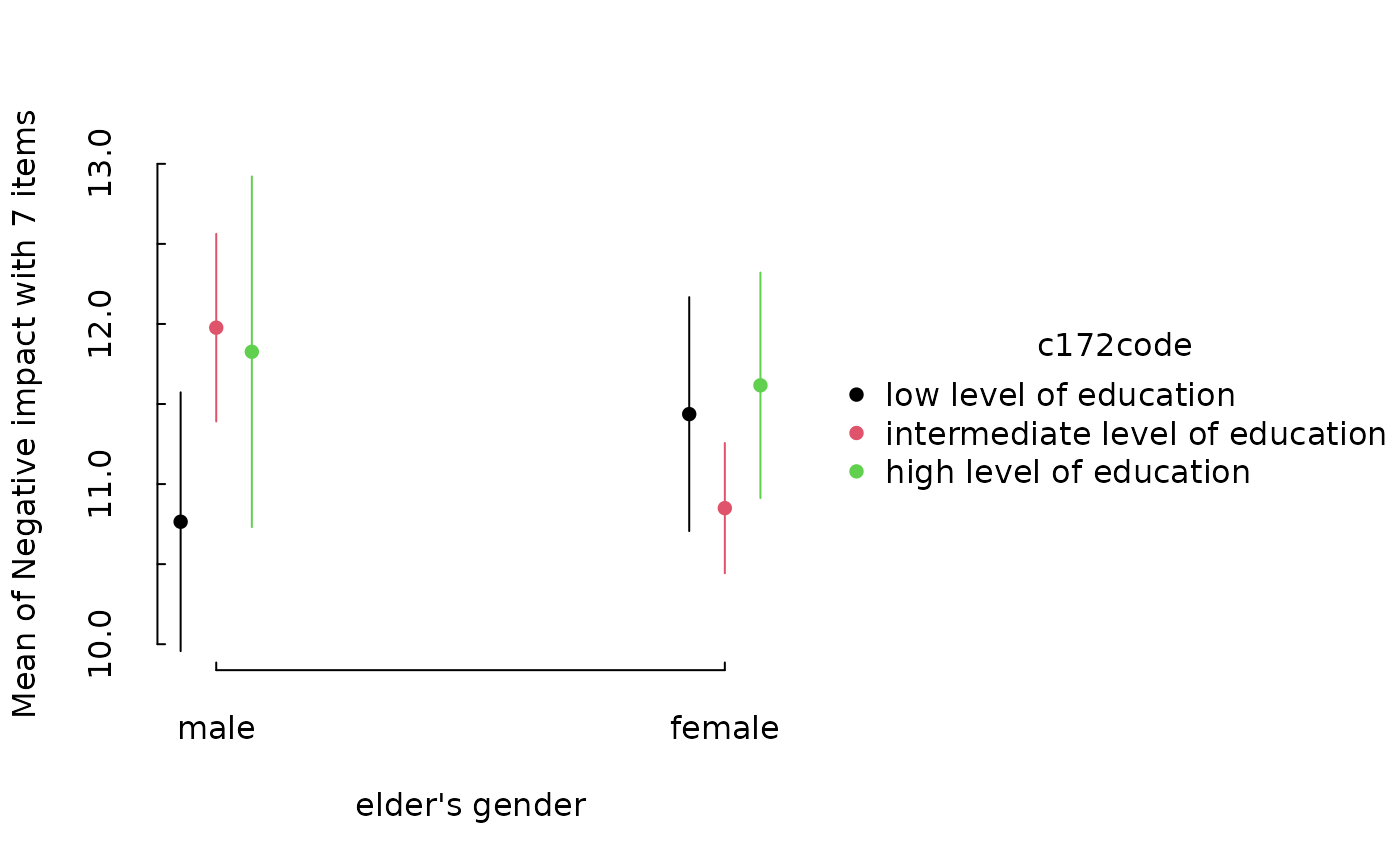 Mean of Negative impact with 7 items
13.0
12.0
11.0
10.0
male
female
elder's gender
c172code
low level of education
intermediate level of education
high level of education